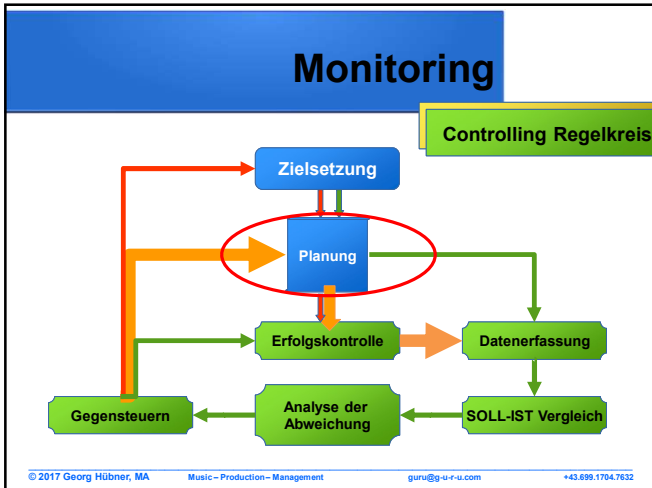 Monitoring
Controlling Regelkreis
Zielsetzung
Planung
Erfolgskontrolle
Datenerfassung
Gegensteuern
Analyse der
Abweichung
SOLL-IST Vergleich
© 2017 Georg Hübner, MA Music – Production – Management guru@g-u-r-u.com +43.699.1704.7632